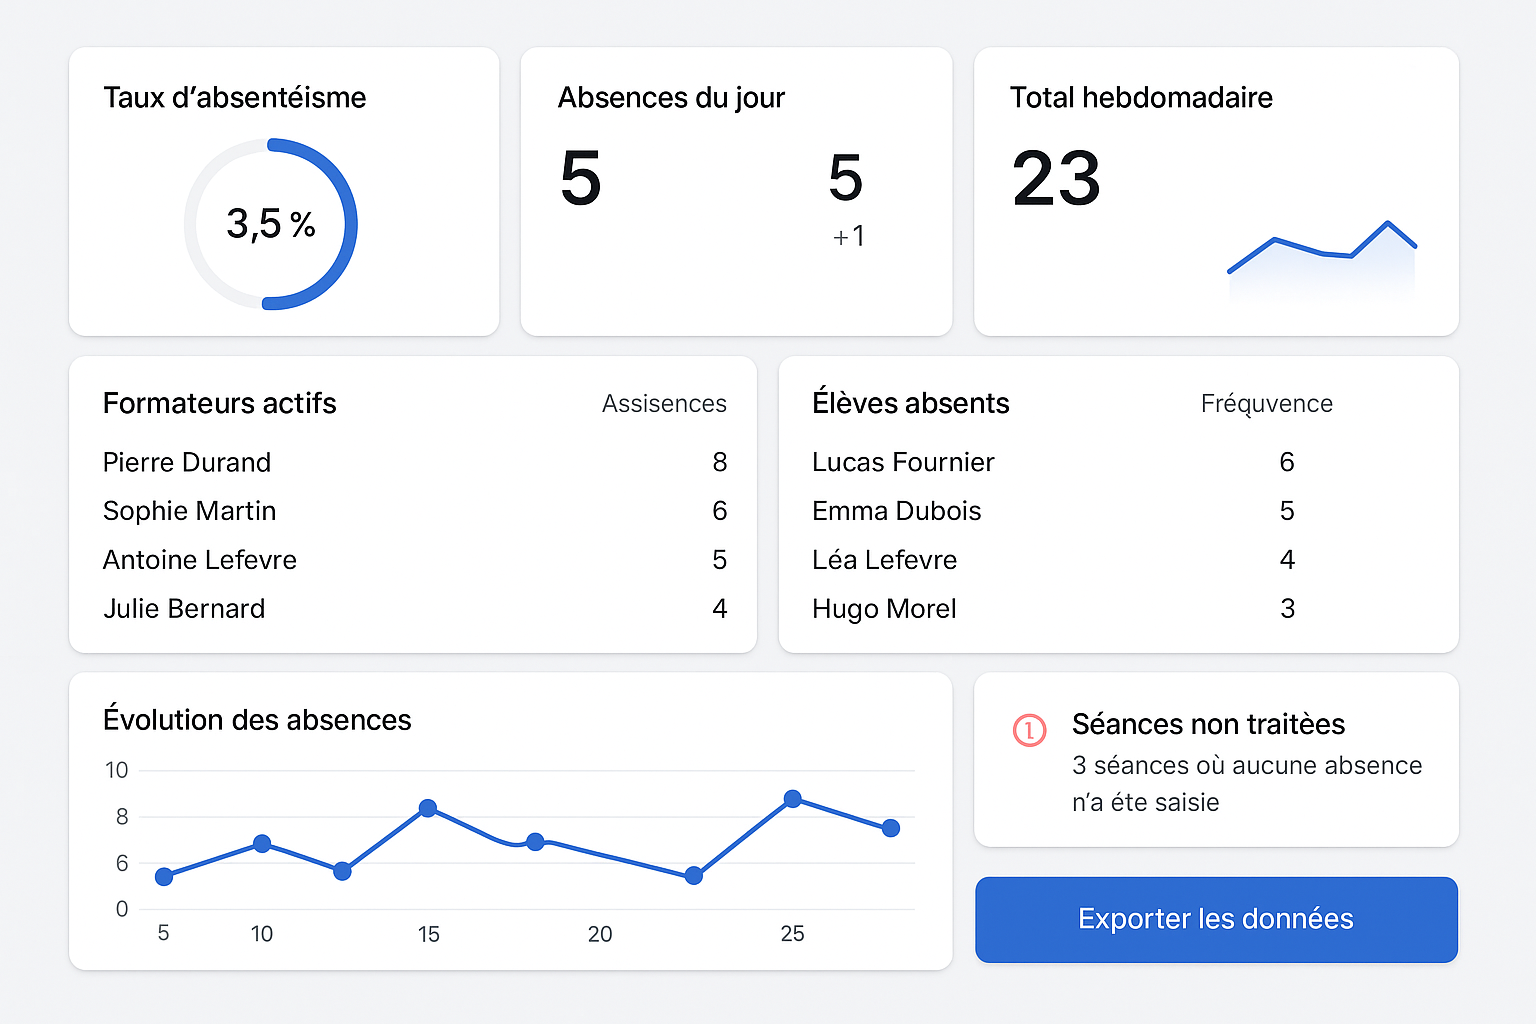 Taux d’absentéisme
3,5 %
Absences du jour
5
5
+1
Total hebdomadaire
23
Formateurs actifs Assisences
Pierre Durand 8
Sophie Martin 6
Antoine Lefevre 5
Julie Bernard 4
Élèves absents Fréquvence
Lucas Fournier 6
Emma Dubois 5
Léa Lefevre 4
Hugo Morel 3
Évolution des absences
10
8
6
0
5 10 15 20 25
1
Séances non traitèes
3 séances où aucune absence
n’a éte saisie
Exporter les données